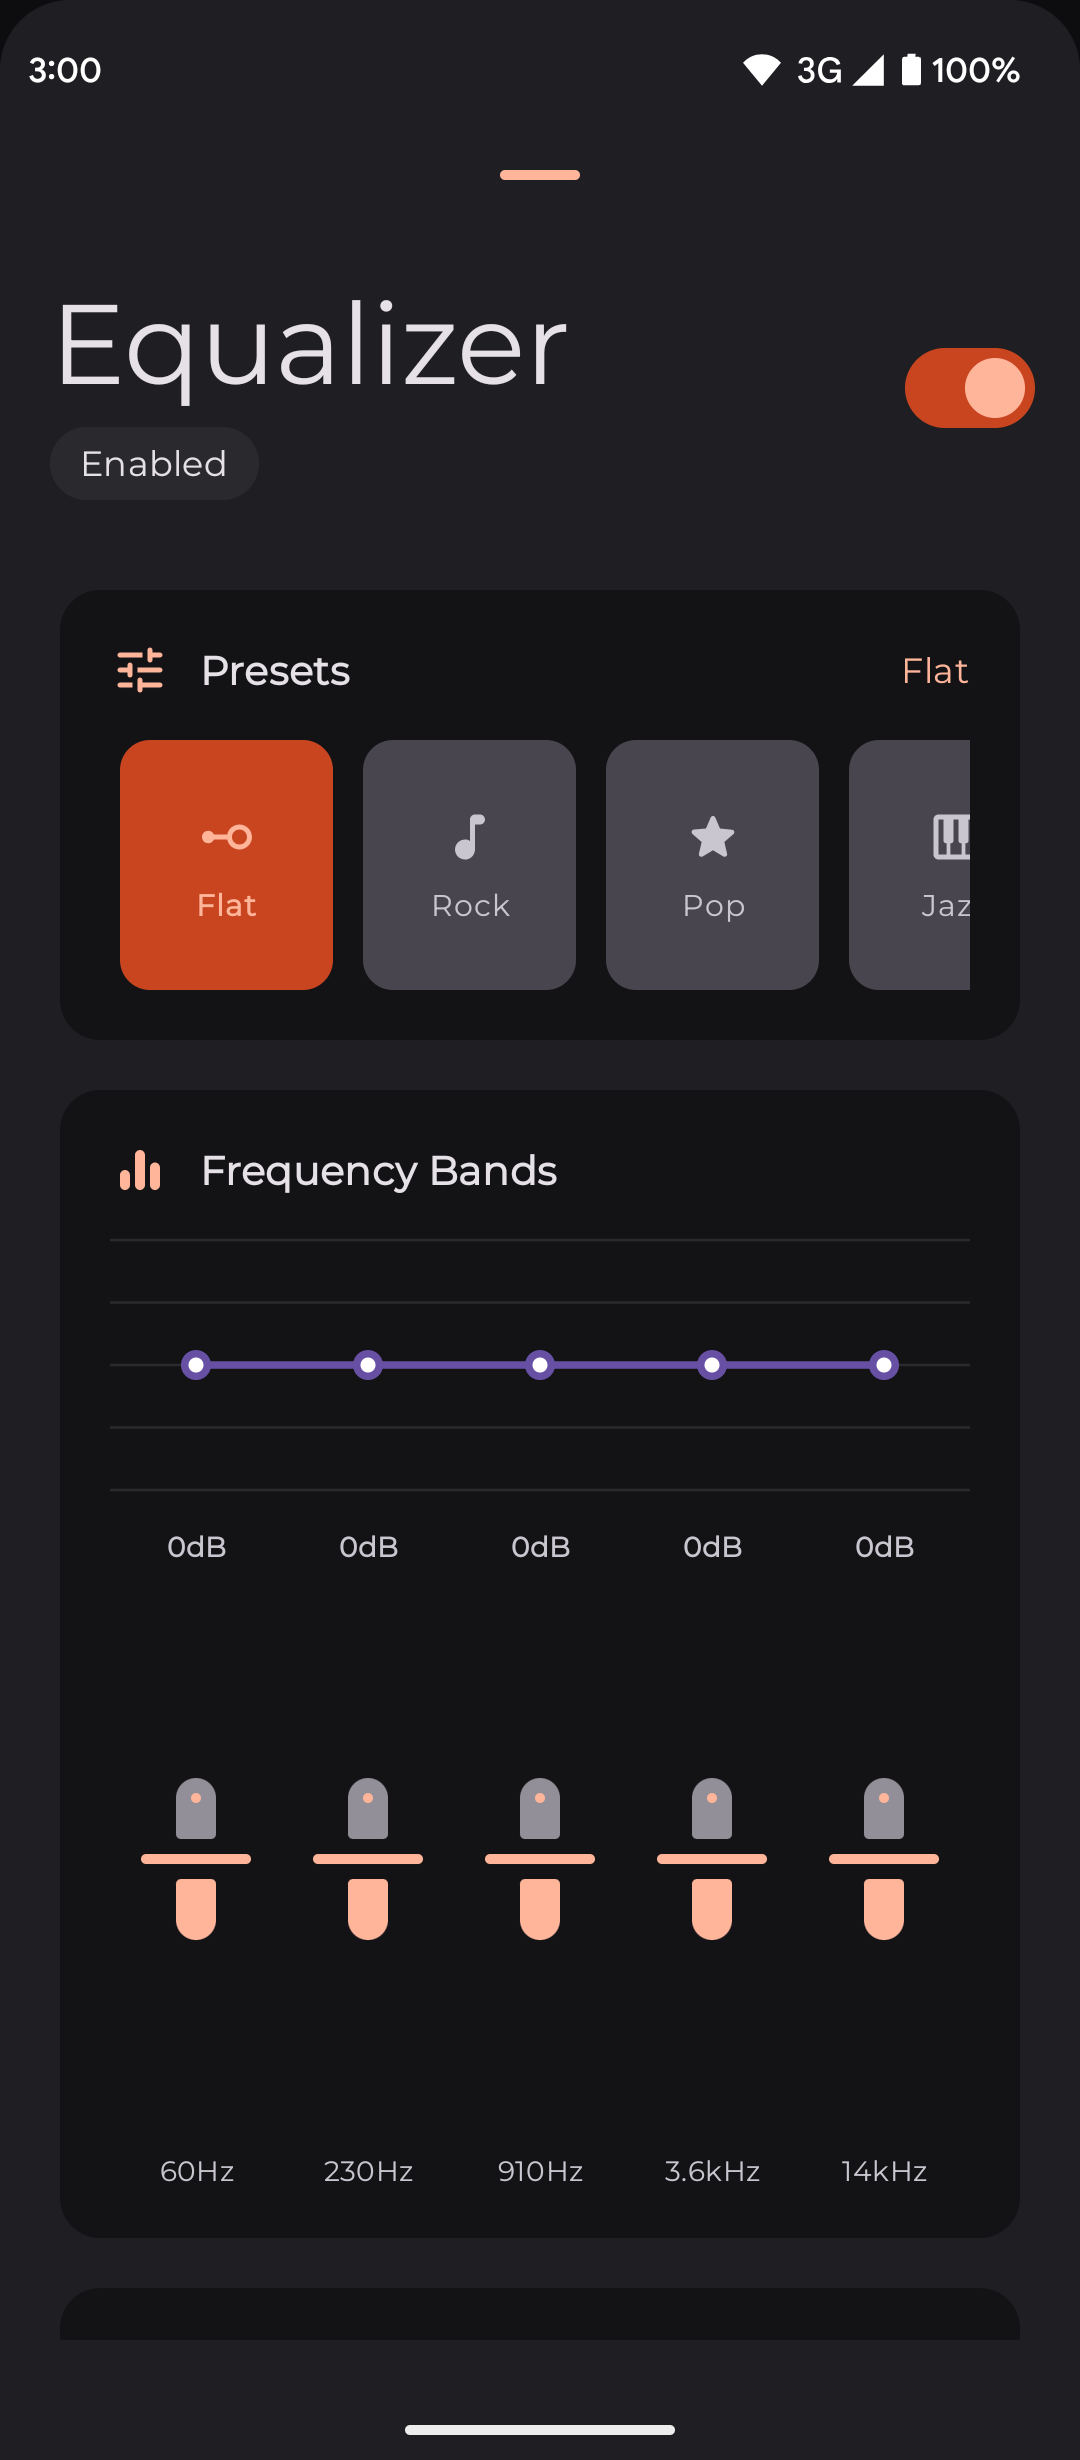 3:00 3G 100%
Equalizer
Enabled
Presets Flat
Flat Rock Pop Jaz
Frequency Bands
0dB 0dB 0dB 0dB 0dB
60Hz 230Hz 910Hz 3.6kHz 14kHz